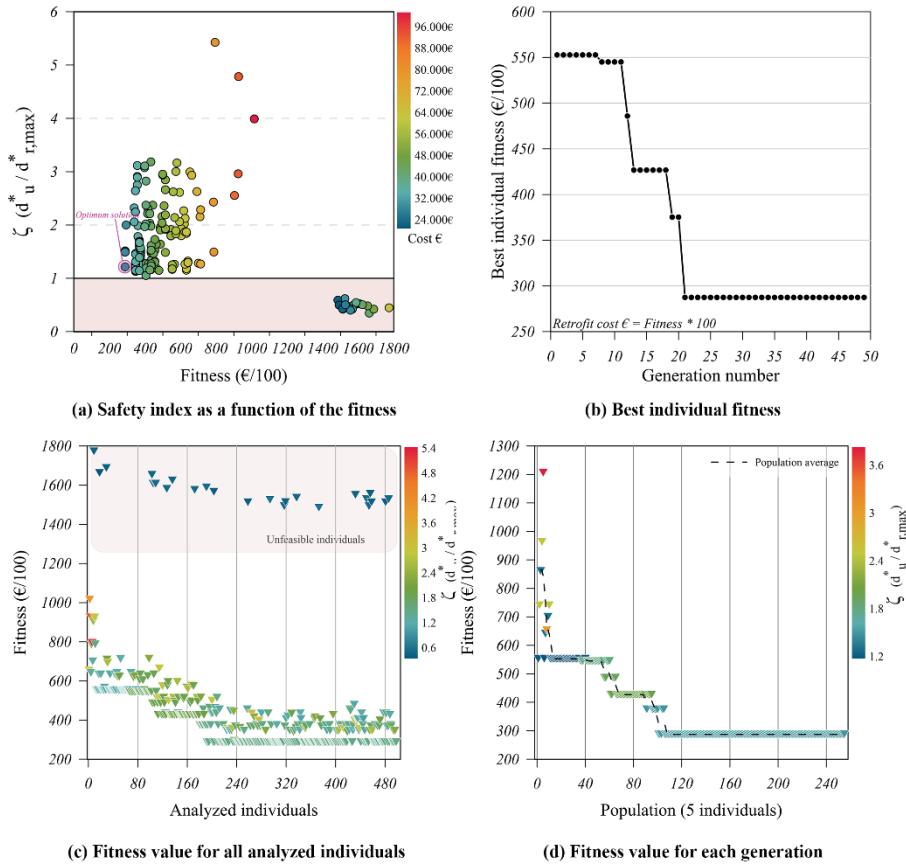 6
5
4
3
2
1
0
ζ (d*u / d*r,max)
0 200 400 600 800 1000 1200 1400 1600 1800
Fitness (€/100)
Optimum solution
96.000€
88.000€
80.000€
72.000€
64.000€
56.000€
48.000€
40.000€
32.000€
24.000€
Cost €
(a) Safety index as a function of the fitness
600
550
500
450
400
350
300
250
Best individual fitness (€/100)
Retrofit cost € = Fitness * 100
0 5 10 15 20 25 30 35 40 45 50
Generation number
(b) Best individual fitness
1800
1600
1400
1200
1000
800
600
400
200
Fitness (€/100)
Unfeasible individuals
0 80 160 240 320 400 480
Analyzed individuals
5.4
4.8
4.2
3.6
3
2.4
1.8
1.2
0.6
ζ (d*u / d*r,max)
(c) Fitness value for all analyzed individuals
1300
1200
1100
1000
900
800
700
600
500
400
300
200
Fitness (€/100)
Population average
0 40 80 120 160 200 240
Population (5 individuals)
3.6
3
2.4
1.8
1.2
ζ (d*u / d*r,max)
(d) Fitness value for each generation